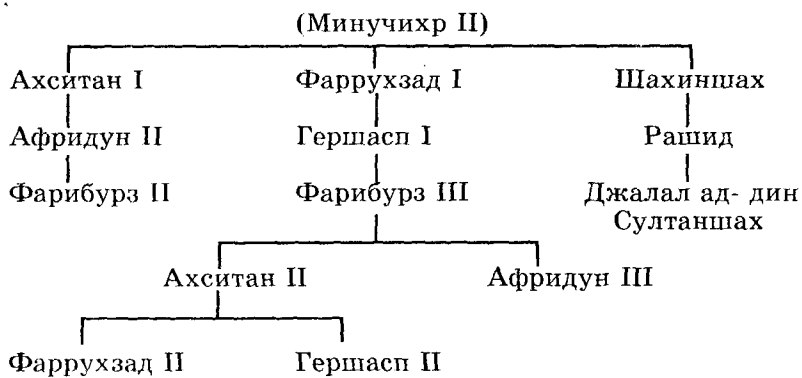 (Минучихр II)
Ахситан I Фаррухзад I Шахиншах
Афридун II Гершасп I Рашид
Фарибурз II Фарибурз III Джалал ад- дин
Султаншах
Ахситан II Афридун III
Фаррухзад II Гершасп II